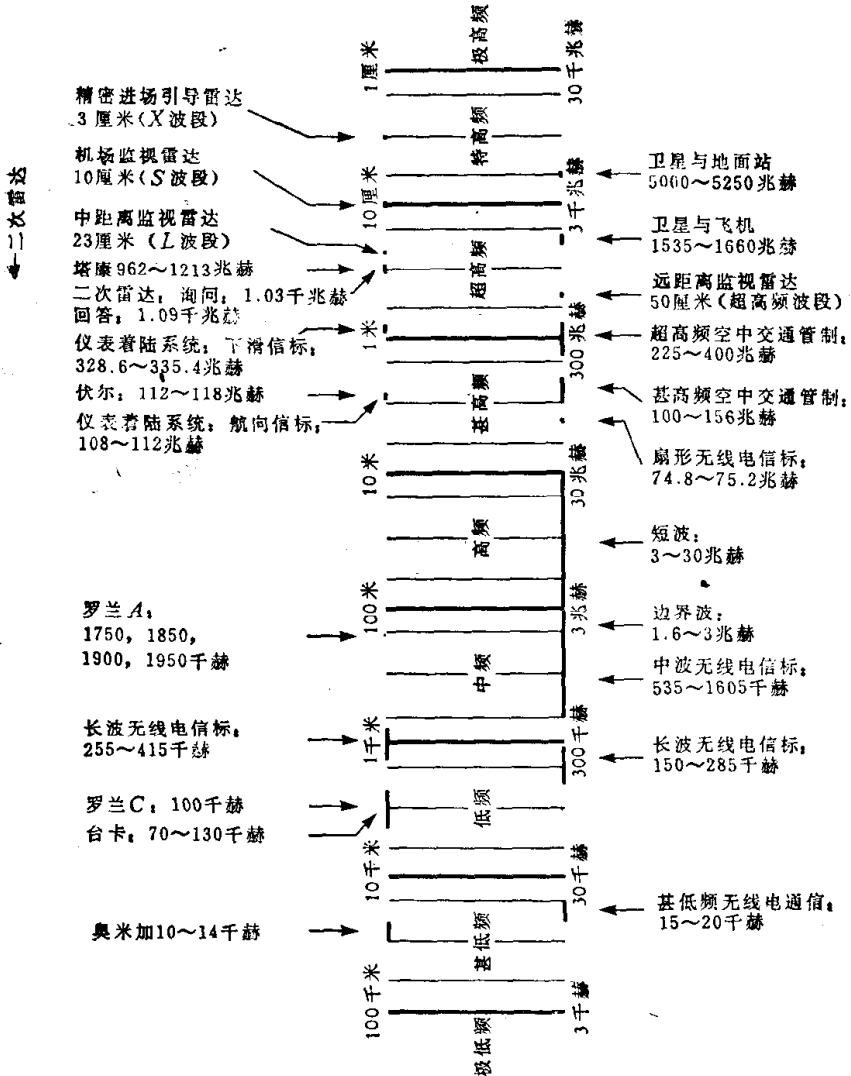 ←二次雷达
精密进场引导雷达
3 厘米(X波段)
机场监视雷达
10厘米(S波段)
中距离监视雷达
23厘米 (L波段)
塔康962~1213兆赫
二次雷达: 询问: 1.03千兆赫
回答: 1.09千兆赫
仪表着陆系统: 下滑信标:
328.6~335.4兆赫
伏尔: 112~118兆赫
仪表着陆系统: 航向信标:
108~112兆赫
罗兰A:
1750, 1850,
1900, 1950千赫
长波无线电信标:
255~415千赫
罗兰C: 100千赫
台卡: 70~130千赫
奥米加10~14千赫
1厘米
10厘米
1米
10米
100米
1千米
10千米
100千米
极高频
特高频
超高频
甚高频
高频
中频
低频
甚低频
极低频
30千兆赫
3千兆赫
300兆赫
30兆赫
3兆赫
300千赫
30千赫
3千赫
卫星与地面站
5000~5250兆赫
卫星与飞机
1535~1660兆赫
远距离监视雷达
50厘米(超高频波段)
超高频空中交通管制:
225~400兆赫
甚高频空中交通管制:
100~156兆赫
扇形无线电信标:
74.8~75.2兆赫
短波:
3~30兆赫
边界波:
1.6~3兆赫
中波无线电信标:
535~1605千赫
长波无线电信标:
150~285千赫
甚低频无线电通信:
15~20千赫